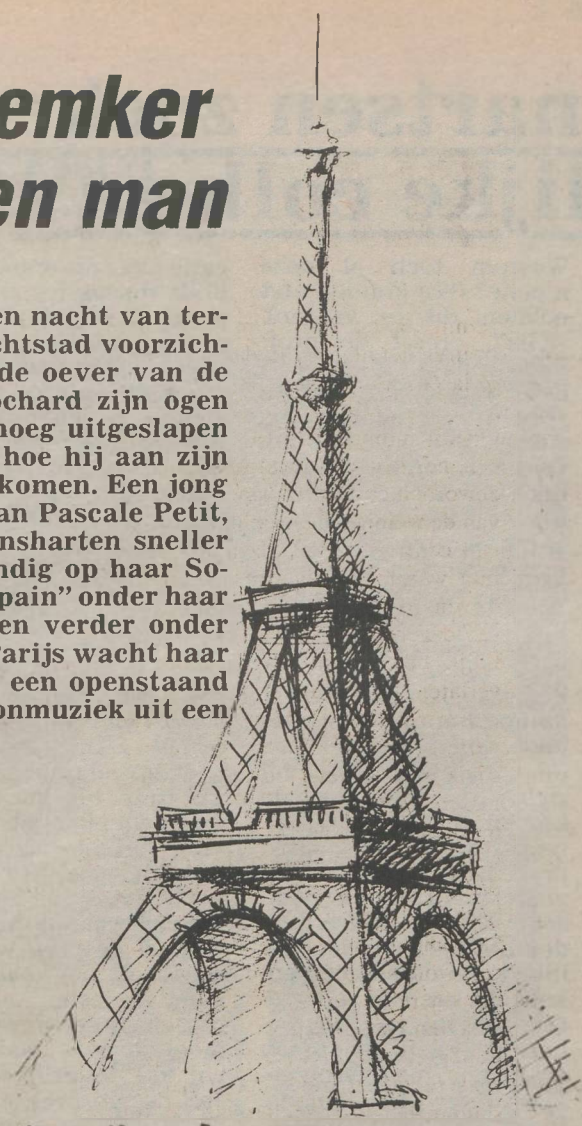 emker
en man
en nacht van ter-
chtstad voorzich-
de oever van de
ochard zijn ogen
noeg uitgeslapen
hoe hij aan zijn
komen. Een jong
an Pascale Petit,
nsharten sneller
ndig op haar So-
pain” onder haar
en verder onder
Parijs wacht haar
een openstaand
onmuziek uit een